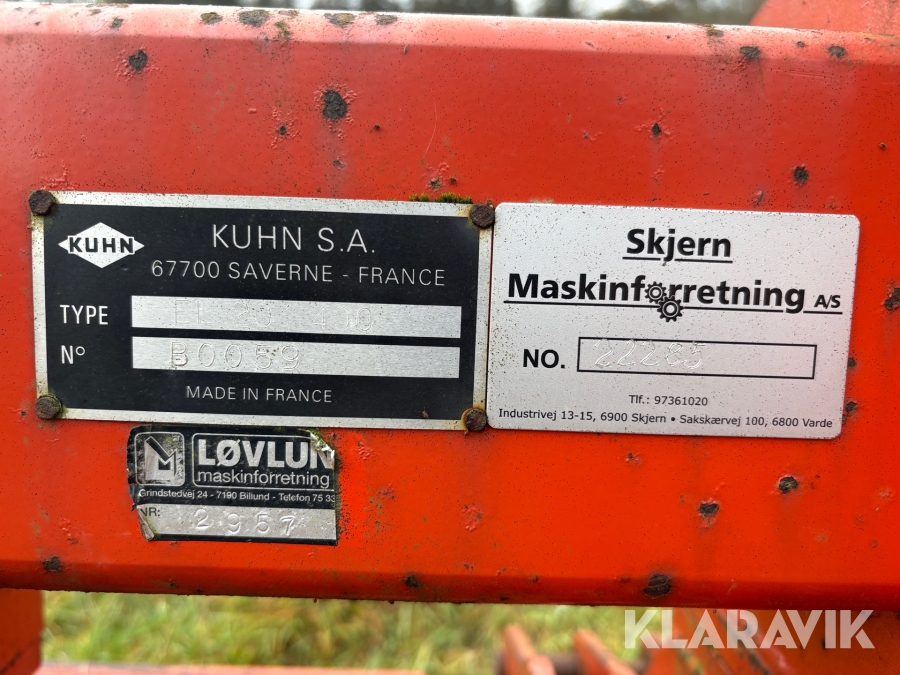 KUHN
KUHN S.A.
67700 SAVERNE - FRANCE
TYPE
N° B0059
MADE IN FRANCE
Skjern
Maskinforretning A/S
NO. 22285
Tlf.: 97361020
Industrivej 13-15, 6900 Skjern • Sakskærvej 100, 6800 Varde
LØVLUN
maskinforretning
Grindstedvej 24 - 7190 Billund - Telefon 75 33
NR: 2957
KLARAVIK